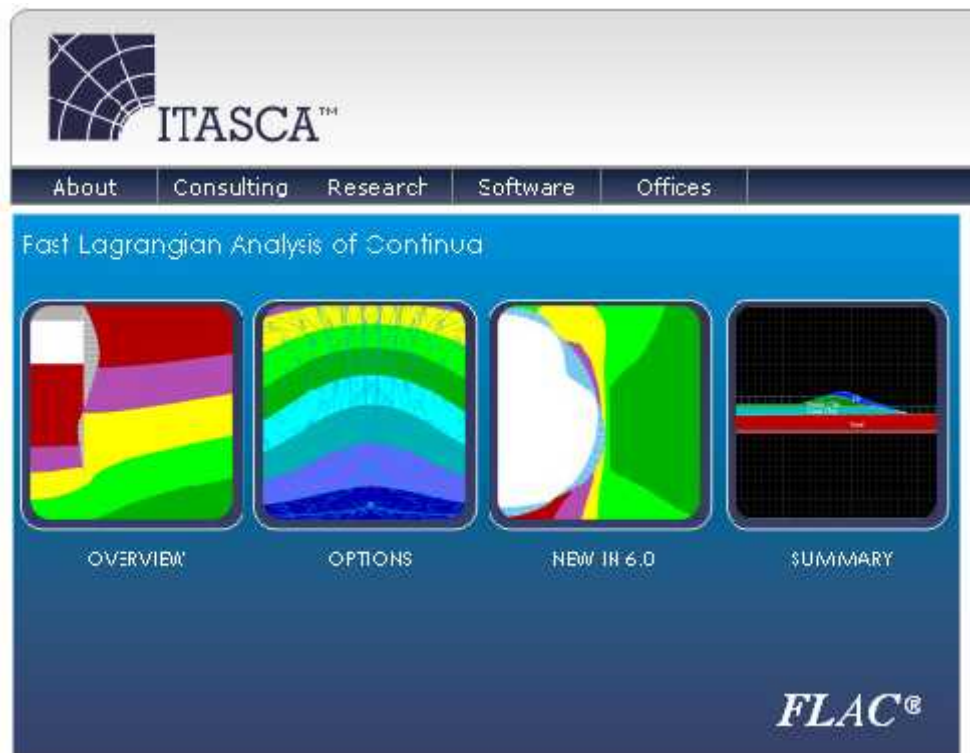 ITASCA™
About Consulting Research Software Offices
Fast Lagrangian Analysis of Continua
OVERVIEW OPTIONS NEW IN 6.0 SUMMARY
FLAC®